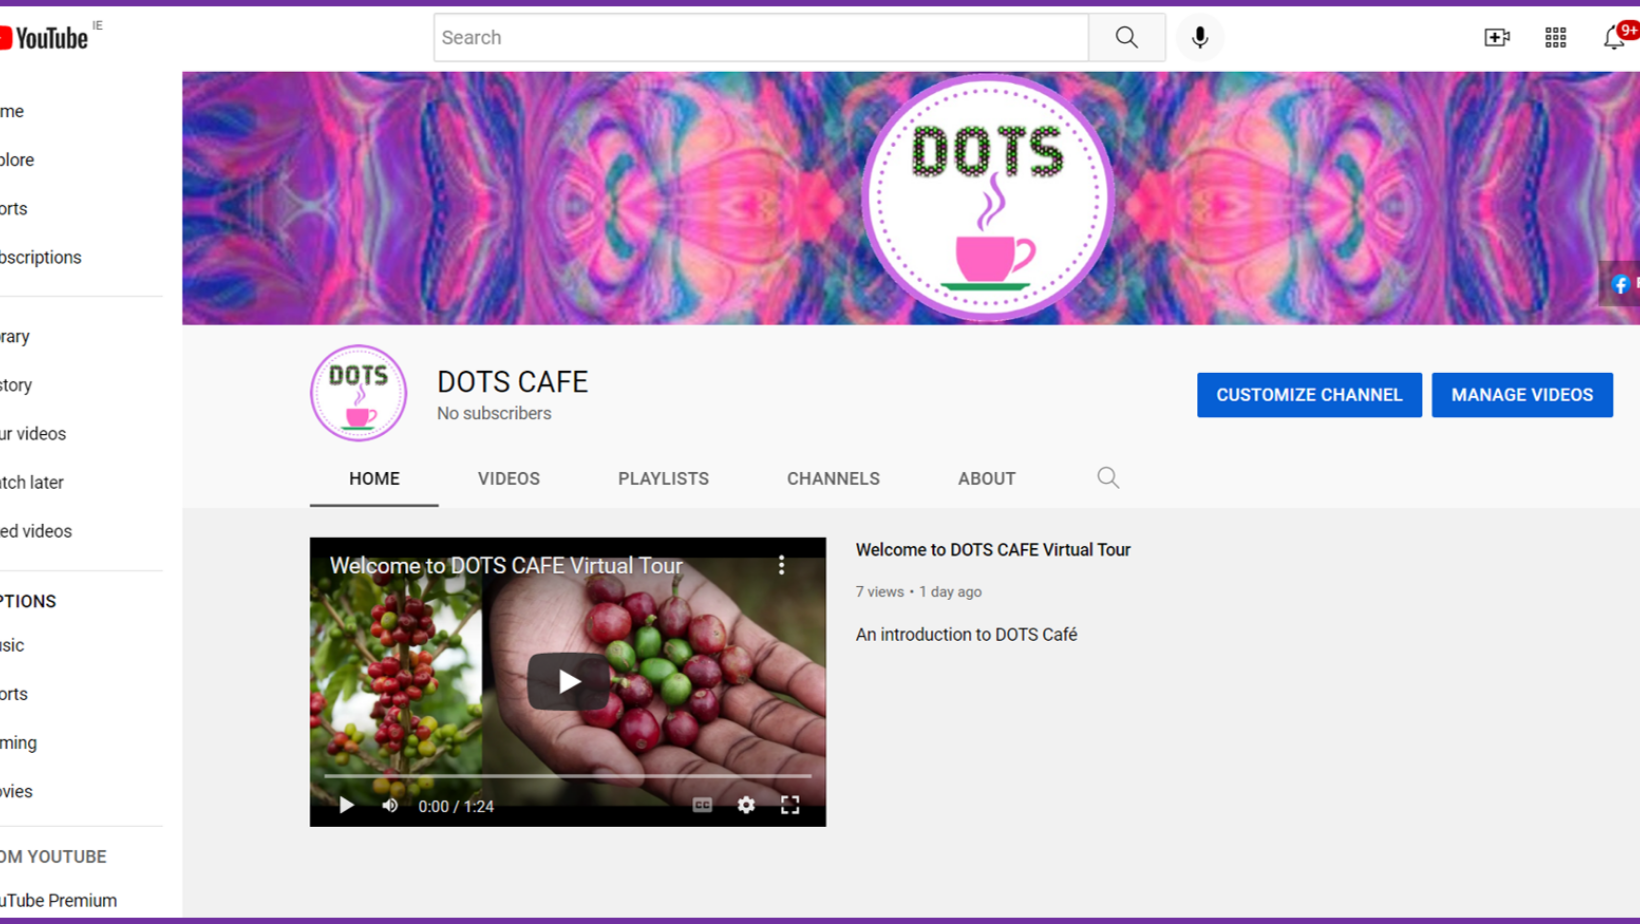 YouTube IE
Search
9+
me
plore
orts
bscriptions
rary
story
ur videos
atch later
ed videos
PTIONS
usic
orts
ming
ovies
OM YOUTUBE
uTube Premium
DOTS
DOTS
DOTS CAFE
No subscribers
CUSTOMIZE CHANNEL
MANAGE VIDEOS
HOME
VIDEOS
PLAYLISTS
CHANNELS
ABOUT
Welcome to DOTS CAFE Virtual Tour
0:00 / 1:24
CC
Welcome to DOTS CAFE Virtual Tour
7 views • 1 day ago
An introduction to DOTS Café